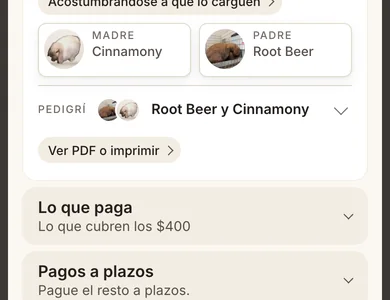 Acostumbrándose a que lo carguen
MADRE
Cinnamony
PADRE
Root Beer
PEDIGRÍ
Root Beer y Cinnamony
Ver PDF o imprimir
Lo que paga
Lo que cubren los $400
Pagos a plazos
Pague el resto a plazos.